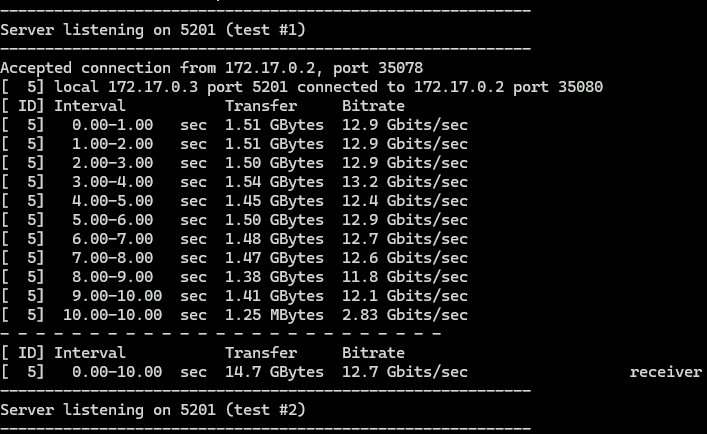 -----------------------------------------------------------
Server listening on 5201 (test #1)
-----------------------------------------------------------
Accepted connection from 172.17.0.2, port 35078
[  5] local 172.17.0.3 port 5201 connected to 172.17.0.2 port 35080
[ ID] Interval           Transfer     Bitrate
[  5]   0.00-1.00   sec  1.51 GBytes  12.9 Gbits/sec
[  5]   1.00-2.00   sec  1.51 GBytes  12.9 Gbits/sec
[  5]   2.00-3.00   sec  1.50 GBytes  12.9 Gbits/sec
[  5]   3.00-4.00   sec  1.54 GBytes  13.2 Gbits/sec
[  5]   4.00-5.00   sec  1.45 GBytes  12.4 Gbits/sec
[  5]   5.00-6.00   sec  1.50 GBytes  12.9 Gbits/sec
[  5]   6.00-7.00   sec  1.48 GBytes  12.7 Gbits/sec
[  5]   7.00-8.00   sec  1.47 GBytes  12.6 Gbits/sec
[  5]   8.00-9.00   sec  1.38 GBytes  11.8 Gbits/sec
[  5]   9.00-10.00  sec  1.41 GBytes  12.1 Gbits/sec
[  5]  10.00-10.00  sec  1.25 MBytes  2.83 Gbits/sec
- - - - - - - - - - - - - - - - - - - - - - - - -
[ ID] Interval           Transfer     Bitrate
[  5]   0.00-10.00  sec  14.7 GBytes  12.7 Gbits/sec                  receiver
-----------------------------------------------------------
Server listening on 5201 (test #2)
-----------------------------------------------------------